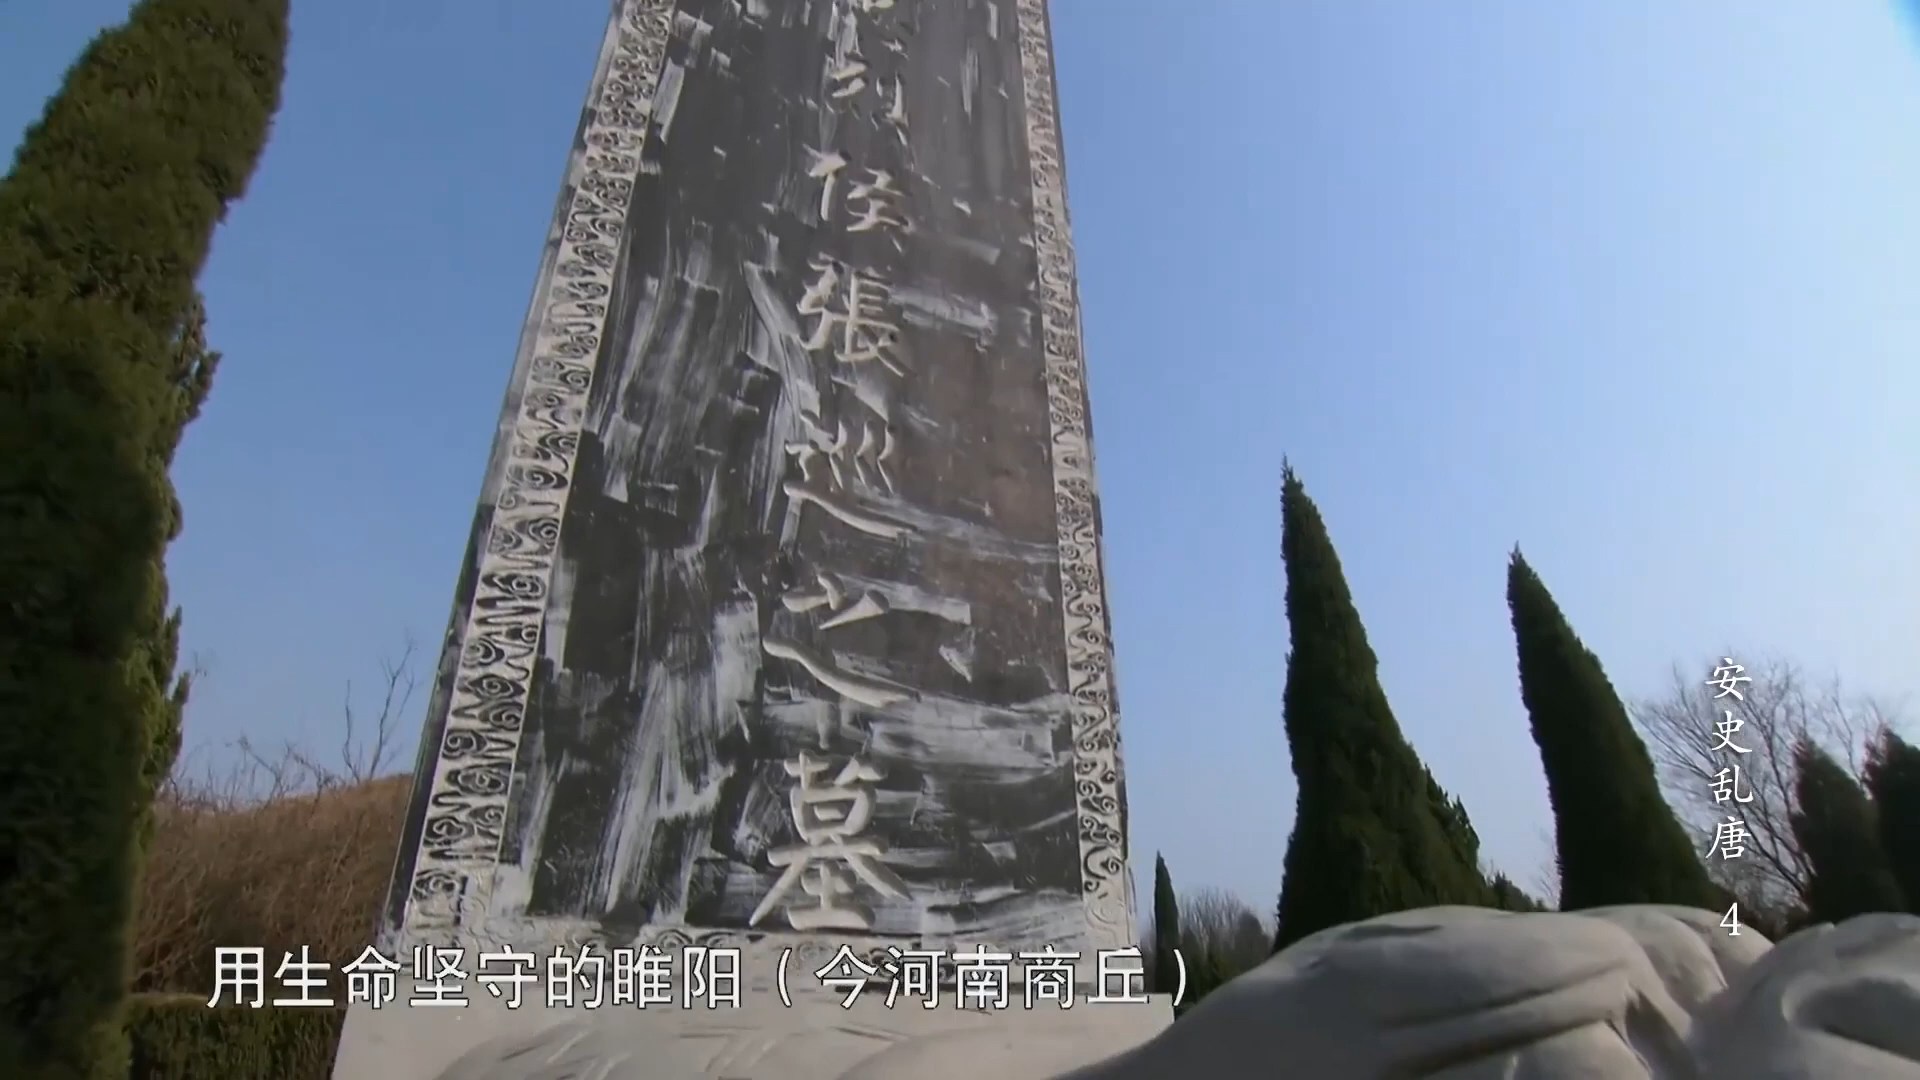 烈侯張巡之墓
安史乱唐 4
用生命坚守的睢阳（今河南商丘）